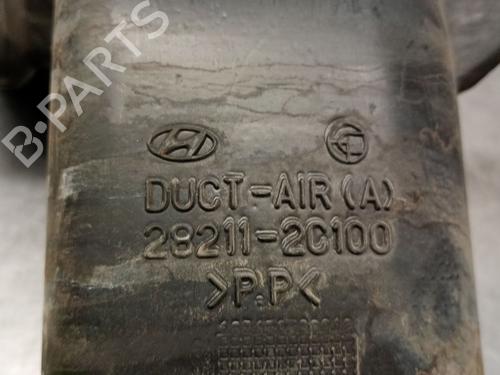 B-PARTS
DUCT-AIR(A)
28211-2C100
>P.P<